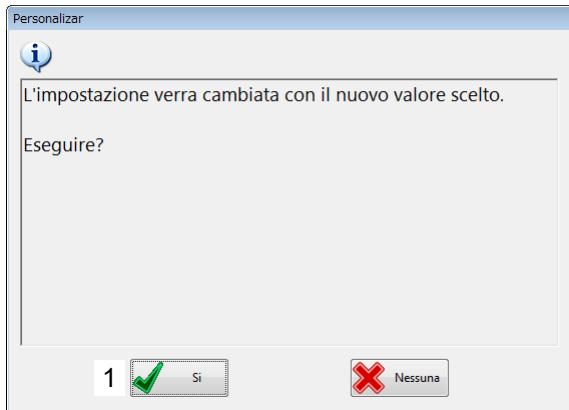 Personalizar
L'impostazione verra cambiata con il nuovo valore scelto.
Eseguire?
1 Si Nessuna